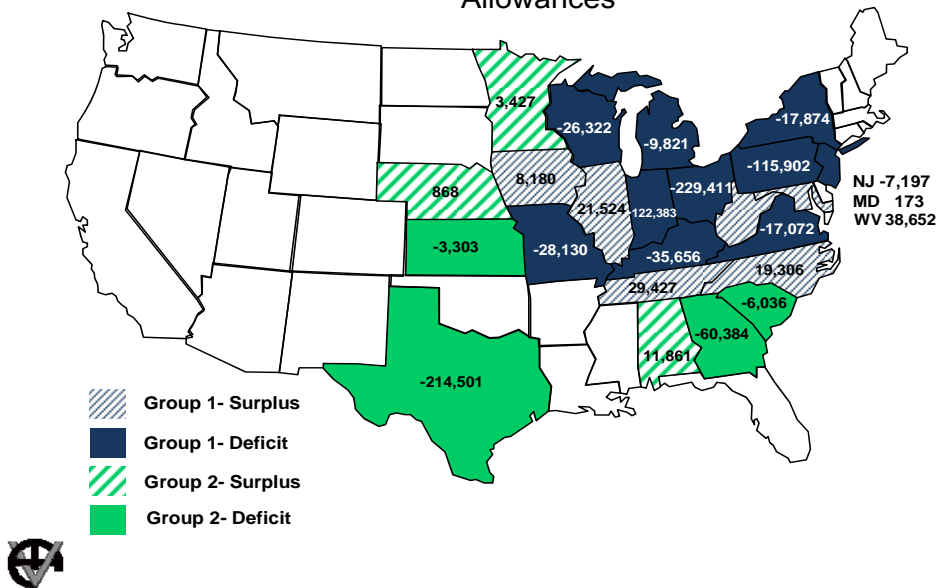 Allowances
3,427
-26,322
-9,821
-17,874
-115,902
868
8,180
21,524
-122,383
-229,411
NJ -7,197
MD 173
WV 38,652
-3,303
-28,130
-35,656
-17,072
29,427
19,306
-6,036
-60,384
11,861
-214,501
Group 1- Surplus
Group 1- Deficit
Group 2- Surplus
Group 2- Deficit